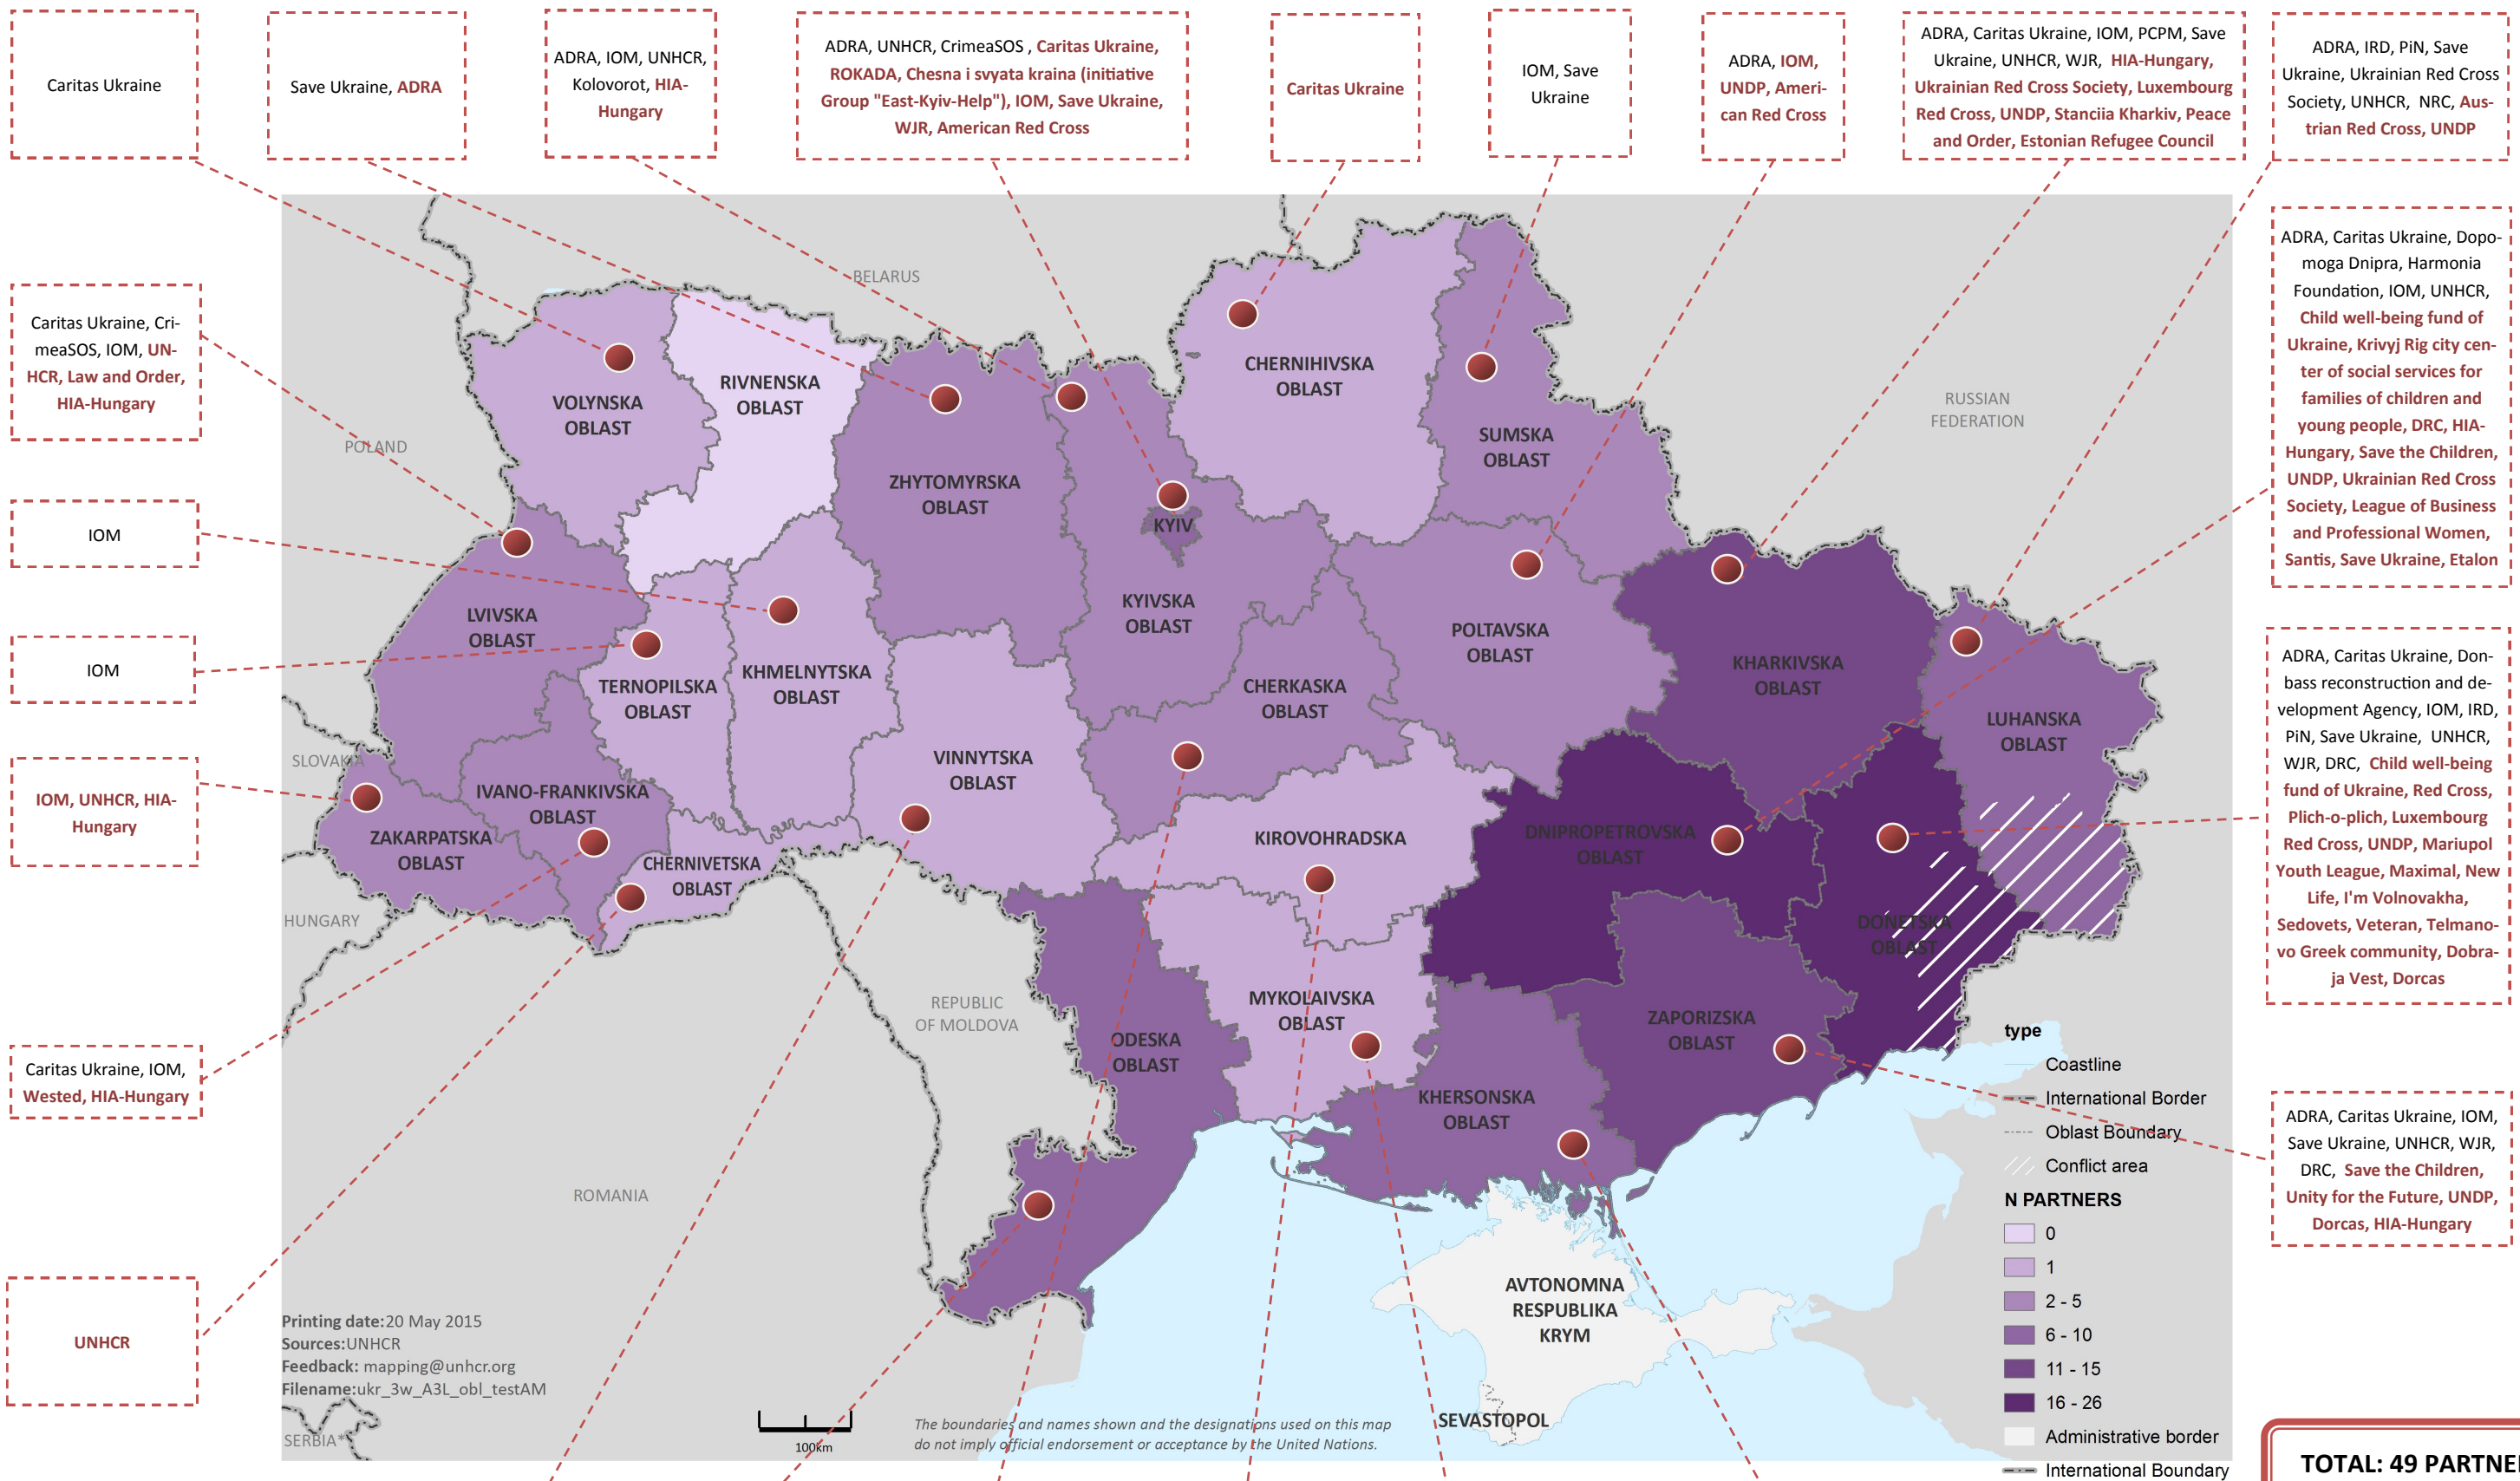 Caritas Ukraine
Save Ukraine, ADRA
ADRA, IOM, UNHCR,
Kolovorot, HIA-
Hungary
ADRA, UNHCR, CrimeaSOS , Caritas Ukraine,
ROKADA, Chesna i svyata kraina (initiative
Group "East-Kyiv-Help"), IOM, Save Ukraine,
WJR, American Red Cross
Caritas Ukraine
IOM, Save
Ukraine
ADRA, IOM,
UNDP, Ameri-
can Red Cross
ADRA, Caritas Ukraine, IOM, PCPM, Save
Ukraine, UNHCR, WJR, HIA-Hungary,
Ukrainian Red Cross Society, Luxembourg
Red Cross, UNDP, Stanciia Kharkiv, Peace
and Order, Estonian Refugee Council
ADRA, IRD, PiN, Save
Ukraine, Ukrainian Red Cross
Society, UNHCR, NRC, Aus-
trian Red Cross, UNDP
Caritas Ukraine, Cri-
meaSOS, IOM, UN-
HCR, Law and Order,
HIA-Hungary
IOM
IOM
IOM, UNHCR, HIA-
Hungary
Caritas Ukraine, IOM,
Wested, HIA-Hungary
UNHCR
ADRA, Caritas Ukraine, Dopo-
moga Dnipra, Harmonia
Foundation, IOM, UNHCR,
Child well-being fund of
Ukraine, Krivyj Rig city cen-
ter of social services for
families of children and
young people, DRC, HIA-
Hungary, Save the Children,
UNDP, Ukrainian Red Cross
Society, League of Business
and Professional Women,
Santis, Save Ukraine, Etalon
ADRA, Caritas Ukraine, Don-
bass reconstruction and de-
velopment Agency, IOM, IRD,
PiN, Save Ukraine, UNHCR,
WJR, DRC, Child well-being
fund of Ukraine, Red Cross,
Plich-o-plich, Luxembourg
Red Cross, UNDP, Mariupol
Youth League, Maximal, New
Life, I'm Volnovakha,
Sedovets, Veteran, Telmano-
vo Greek community, Dobra-
ja Vest, Dorcas
ADRA, Caritas Ukraine, IOM,
Save Ukraine, UNHCR, WJR,
DRC, Save the Children,
Unity for the Future, UNDP,
Dorcas, HIA-Hungary
BELARUS
POLAND
RUSSIAN
FEDERATION
SLOVAKIA
HUNGARY
REPUBLIC
OF MOLDOVA
ROMANIA
SERBIA*
VOLYNSKA
OBLAST
RIVNENSKA
OBLAST
ZHYTOMYRSKA
OBLAST
CHERNIHIVSKA
OBLAST
SUMSKA
OBLAST
KYIV
KYIVSKA
OBLAST
LVIVSKA
OBLAST
TERNOPILSKA
OBLAST
KHMELNYTSKA
OBLAST
VINNYTSKA
OBLAST
CHERKASKA
OBLAST
POLTAVSKA
OBLAST
KHARKIVSKA
OBLAST
LUHANSKA
OBLAST
IVANO-FRANKIVSKA
OBLAST
ZAKARPATSKA
OBLAST
CHERNIVETSKA
OBLAST
KIROVOHRADSKA
DNIPROPETROVSKA
OBLAST
DONETSKA
OBLAST
MYKOLAIVSKA
OBLAST
ODESKA
OBLAST
ZAPORIZSKA
OBLAST
KHERSONSKA
OBLAST
AVTONOMNA
RESPUBLIKA
KRYM
SEVASTOPOL
type
Coastline
International Border
Oblast Boundary
Conflict area
N PARTNERS
0
1
2 - 5
6 - 10
11 - 15
16 - 26
Administrative border
International Boundary
Printing date:20 May 2015
Sources:UNHCR
Feedback: mapping@unhcr.org
Filename:ukr_3w_A3L_obl_testAM
100km
The boundaries and names shown and the designations used on this map
do not imply official endorsement or acceptance by the United Nations.
TOTAL: 49 PARTNE